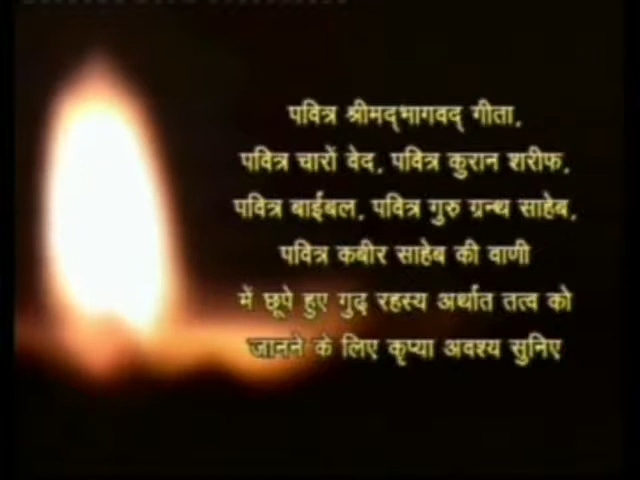 पवित्र श्रीमद्‌भागवद्‌ गीता,
पवित्र चारों वेद, पवित्र कुरान शरीफ,
पवित्र बाईबल, पवित्र गुरु ग्रन्थ साहेब,
पवित्र कबीर साहेब की वाणी
में छूपे हुए गुढ़ रहस्य अर्थात तत्व को
जानने के लिए कृप्या अवश्य सुनिए